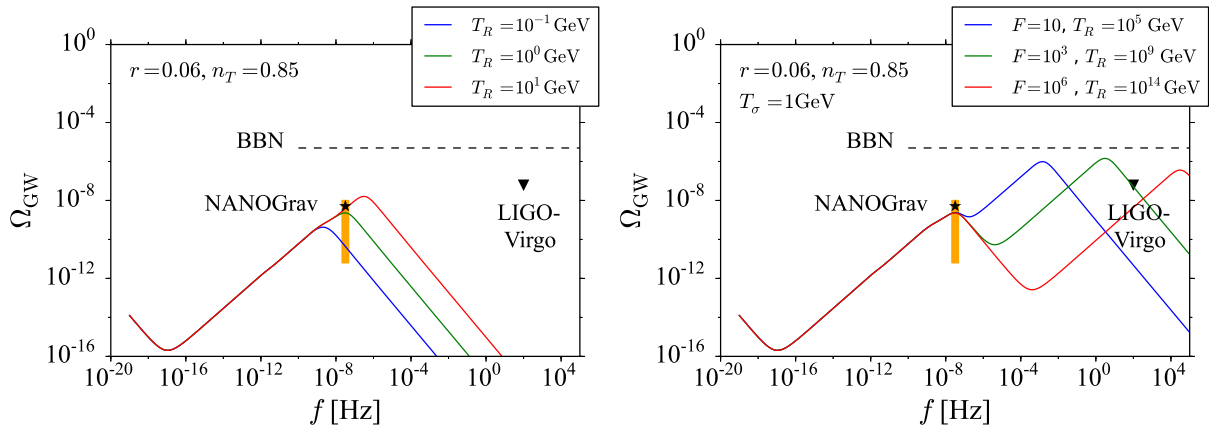 T_R = 10^-1 GeV
T_R = 10^0 GeV
T_R = 10^1 GeV
r = 0.06, n_T = 0.85
BBN
NANOGrav
LIGO-
Virgo
Ω_GW
10^0
10^-4
10^-8
10^-12
10^-16
10^-20 10^-16 10^-12 10^-8 10^-4 10^0 10^4
f [Hz]
F = 10, T_R = 10^5 GeV
F = 10^3 , T_R = 10^9 GeV
F = 10^6 , T_R = 10^14 GeV
r = 0.06, n_T = 0.85
T_σ = 1GeV
BBN
NANOGrav
LIGO-
Virgo
Ω_GW
10^0
10^-4
10^-8
10^-12
10^-16
10^-20 10^-16 10^-12 10^-8 10^-4 10^0 10^4
f [Hz]